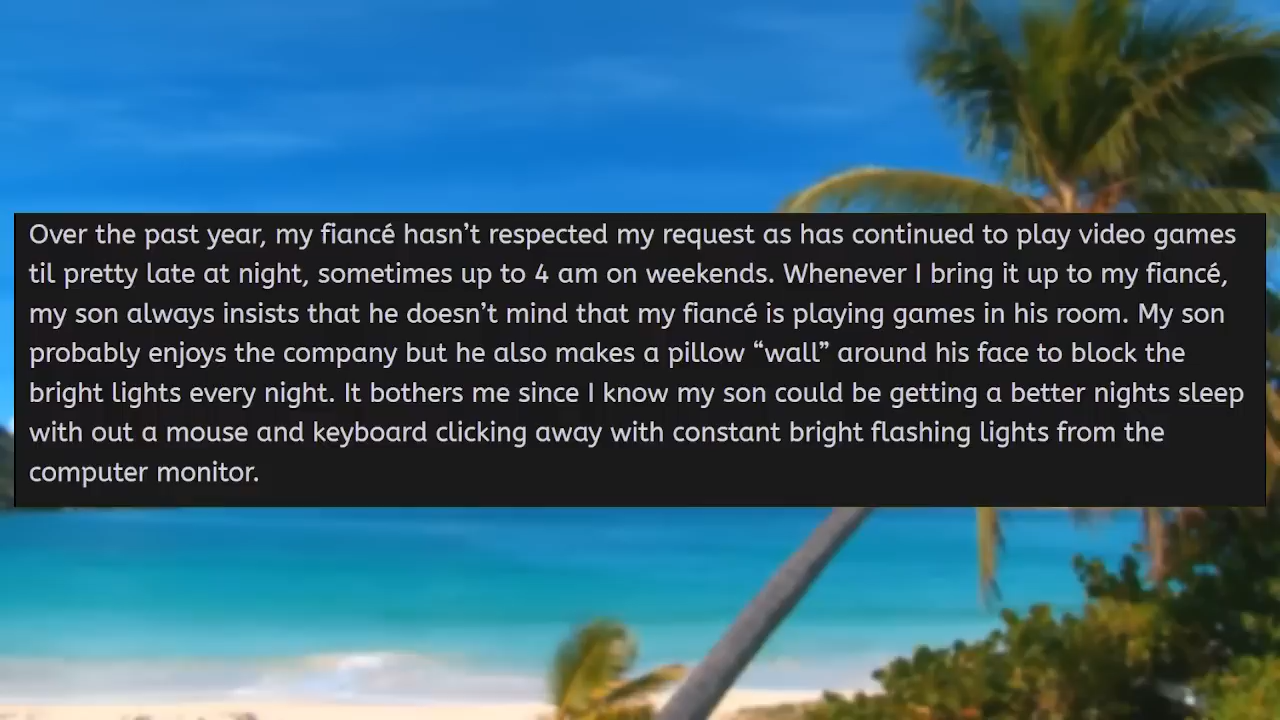 Over the past year, my fiancé hasn’t respected my request as has continued to play video games
til pretty late at night, sometimes up to 4 am on weekends. Whenever I bring it up to my fiancé,
my son always insists that he doesn’t mind that my fiancé is playing games in his room. My son
probably enjoys the company but he also makes a pillow “wall” around his face to block the
bright lights every night. It bothers me since I know my son could be getting a better nights sleep
with out a mouse and keyboard clicking away with constant bright flashing lights from the
computer monitor.